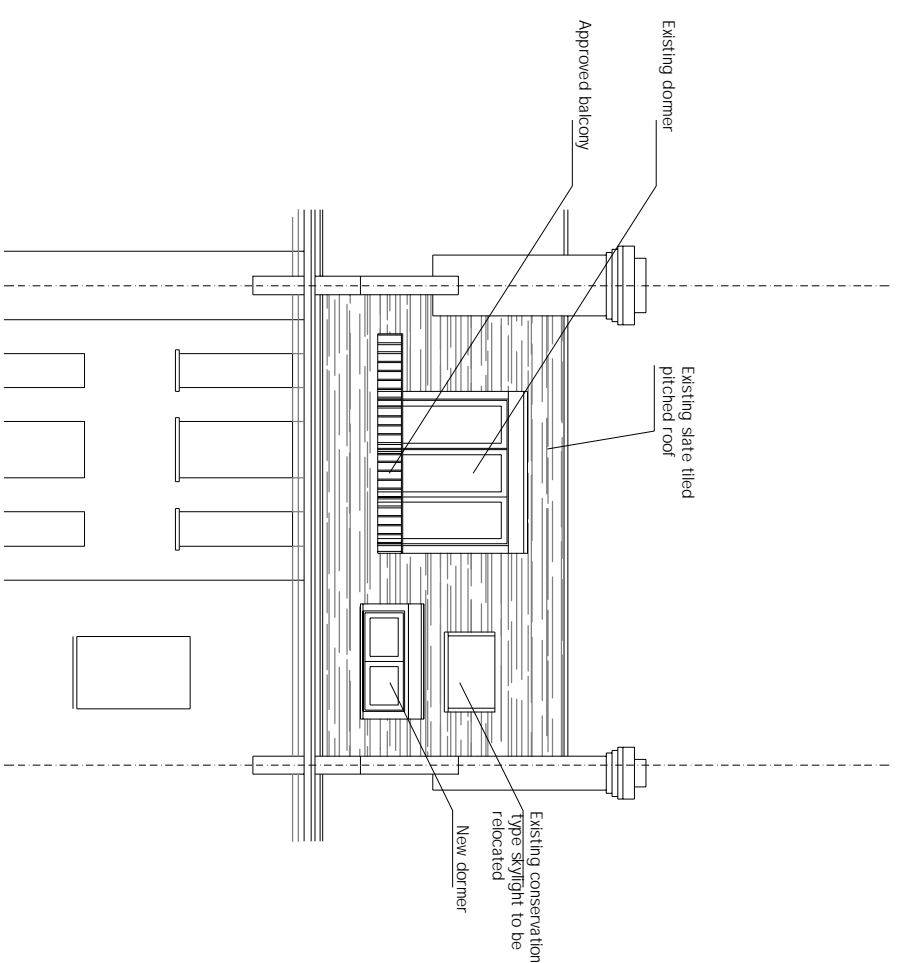 Existing dormer
Approved balcony
Existing slate tiled
pitched roof
Existing conservation
type skylight to be
relocated
New dormer